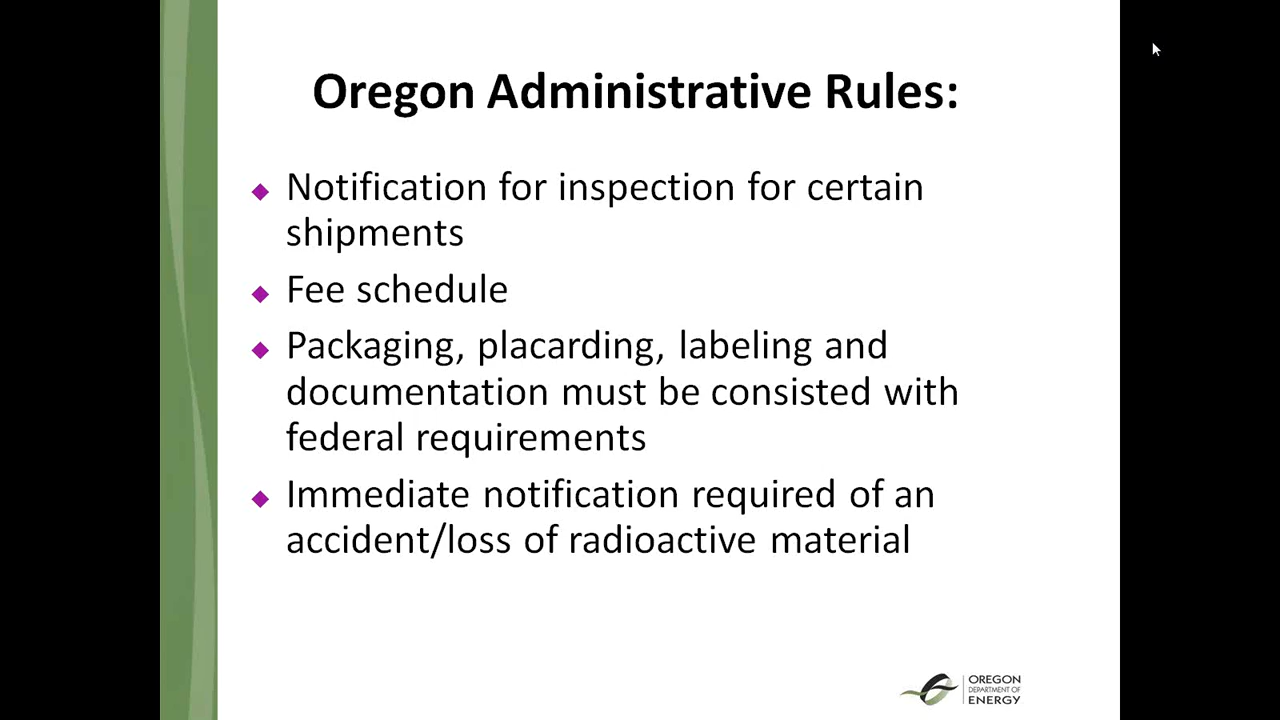 Oregon Administrative Rules:
Notification for inspection for certain
shipments
Fee schedule
Packaging, placarding, labeling and
documentation must be consisted with
federal requirements
Immediate notification required of an
accident/loss of radioactive material
OREGON
DEPARTMENT OF
ENERGY